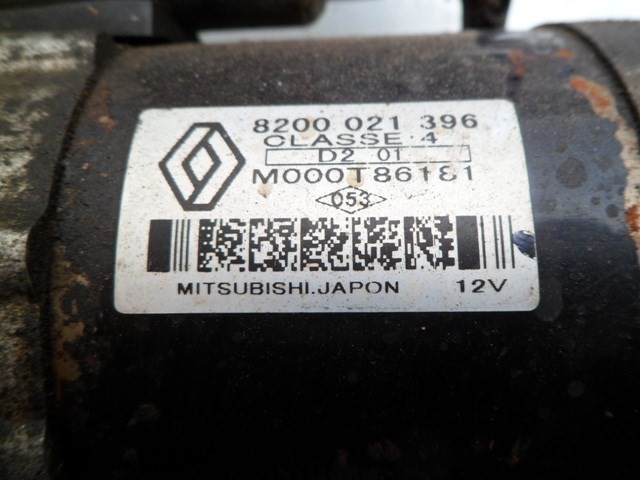 8200 021 396
CLASSE 4
D2 01
M000T86181
053
MITSUBISHI.JAPON 12V